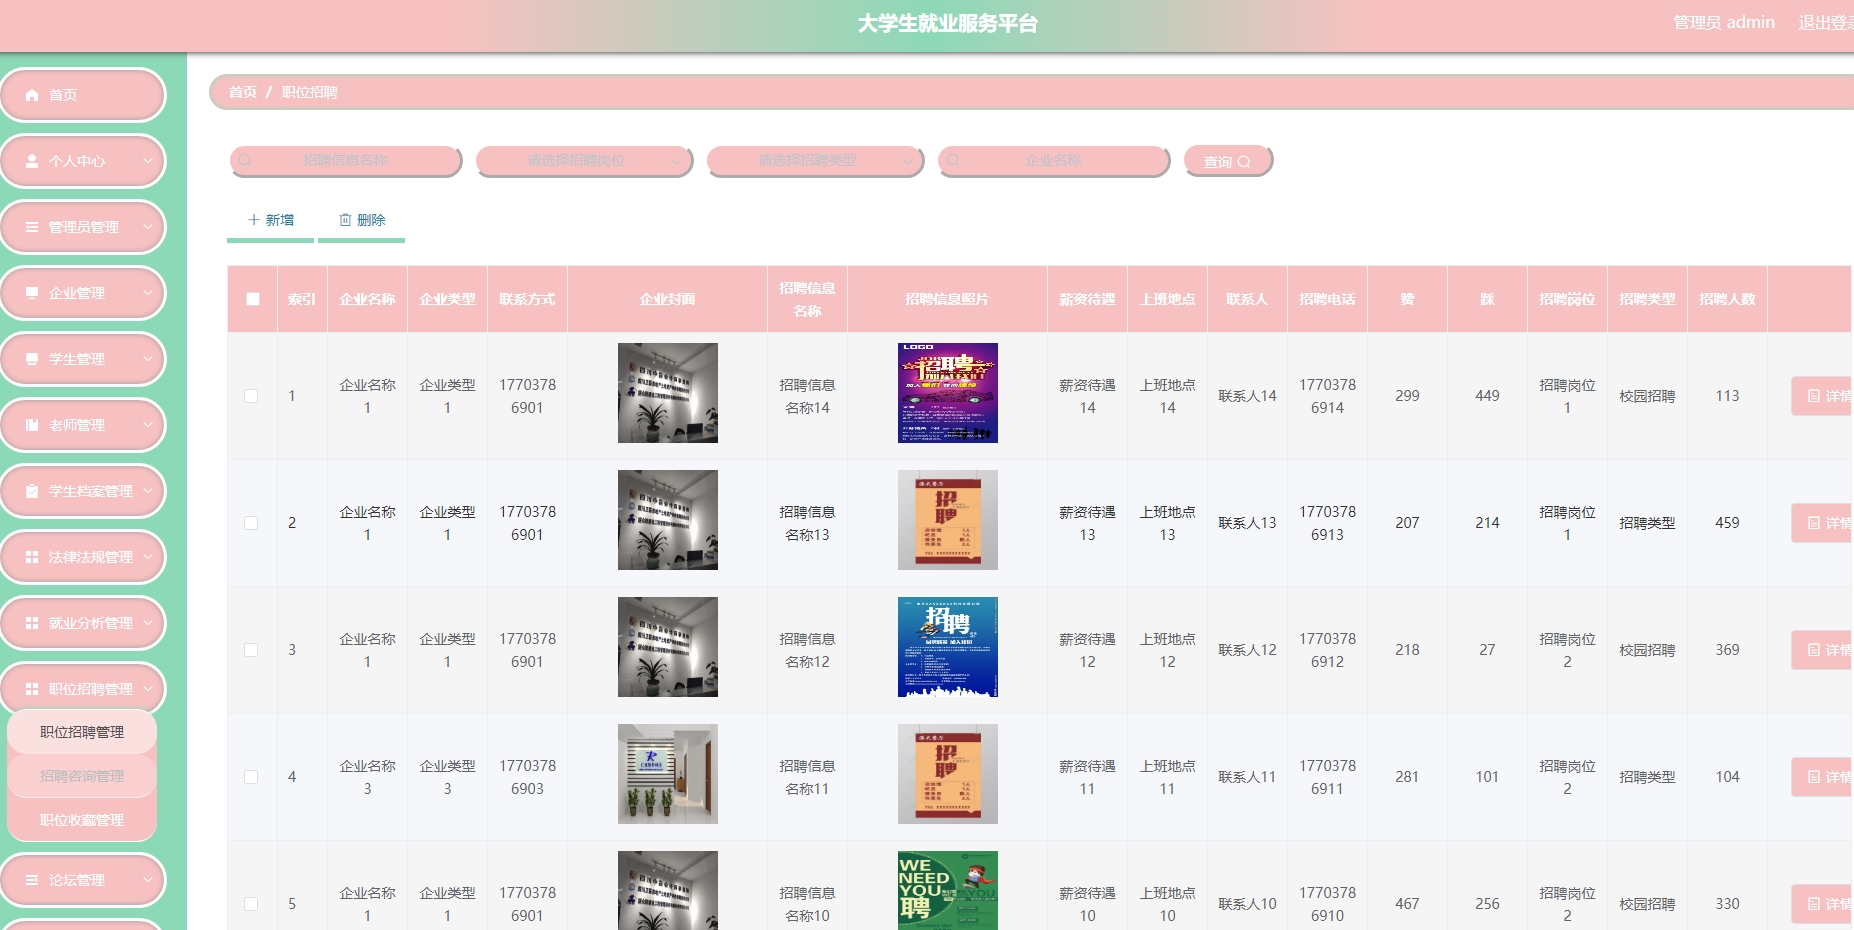 大学生就业服务平台
管理员 admin
退出登录
首页
个人中心
管理员管理
企业管理
学生管理
老师管理
学生档案管理
法律法规管理
就业分析管理
职位招聘管理
职位招聘管理
招聘咨询管理
职位收藏管理
论坛管理
首页 / 职位招聘
招聘信息名称
请选择招聘岗位
请选择招聘类型
企业名称
查询
新增
删除
索引 企业名称 企业类型 联系方式 企业封面 招聘信息名称 招聘信息照片 薪资待遇 上班地点 联系人 招聘电话 赞 踩 招聘岗位 招聘类型 招聘人数
1 企业名称1 企业类型1 17703786901 招聘信息名称14 薪资待遇14 上班地点14 联系人14 17703786914 299 449 招聘岗位1 校园招聘 113 详情
LOGO
招聘
2 企业名称1 企业类型1 17703786901 招聘信息名称13 薪资待遇13 上班地点13 联系人13 17703786913 207 214 招聘岗位1 招聘类型 459 详情
招聘
3 企业名称1 企业类型1 17703786901 招聘信息名称12 薪资待遇12 上班地点12 联系人12 17703786912 218 27 招聘岗位2 校园招聘 369 详情
招聘
4 企业名称3 企业类型3 17703786903 招聘信息名称11 薪资待遇11 上班地点11 联系人11 17703786911 281 101 招聘岗位2 招聘类型 104 详情
招聘
5 企业名称1 企业类型1 17703786901 招聘信息名称10 薪资待遇10 上班地点10 联系人10 17703786910 467 256 招聘岗位2 校园招聘 330 详情
WE
NEED
YOU
聘